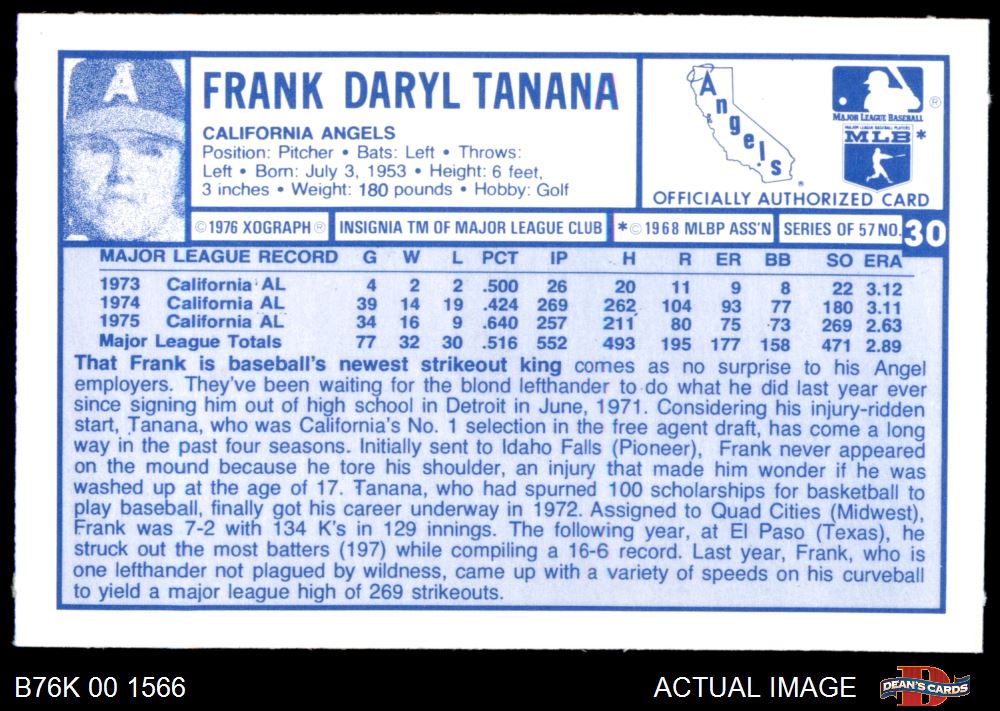 A
FRANK DARYL TANANA
CALIFORNIA ANGELS
Position: Pitcher • Bats: Left • Throws:
Left • Born: July 3, 1953 • Height: 6 feet,
3 inches • Weight: 180 pounds • Hobby: Golf
Angels
®
MAJOR LEAGUE BASEBALL
MAJOR LEAGUE BASEBALL PLAYERS
MLB *
OFFICIALLY AUTHORIZED CARD
© 1976 XOGRAPH ® INSIGNIA TM OF MAJOR LEAGUE CLUB * © 1968 MLBP ASS'N SERIES OF 57 NO. 30
MAJOR LEAGUE RECORD G W L PCT IP H R ER BB SO ERA
1973 California AL 4 2 2 .500 26 20 11 9 8 22 3.12
1974 California AL 39 14 19 .424 269 262 104 93 77 180 3.11
1975 California AL 34 16 9 .640 257 211 80 75 73 269 2.63
Major League Totals 77 32 30 .516 552 493 195 177 158 471 2.89
That Frank is baseball's newest strikeout king comes as no surprise to his Angel
employers. They've been waiting for the blond lefthander to do what he did last year ever
since signing him out of high school in Detroit in June, 1971. Considering his injury-ridden
start, Tanana, who was California's No. 1 selection in the free agent draft, has come a long
way in the past four seasons. Initially sent to Idaho Falls (Pioneer), Frank never appeared
on the mound because he tore his shoulder, an injury that made him wonder if he was
washed up at the age of 17. Tanana, who had spurned 100 scholarships for basketball to
play baseball, finally got his career underway in 1972. Assigned to Quad Cities (Midwest),
Frank was 7-2 with 134 K's in 129 innings. The following year, at El Paso (Texas), he
struck out the most batters (197) while compiling a 16-6 record. Last year, Frank, who is
one lefthander not plagued by wildness, came up with a variety of speeds on his curveball
to yield a major league high of 269 strikeouts.
B76K 00 1566
ACTUAL IMAGE
D
DEAN'S CARDS